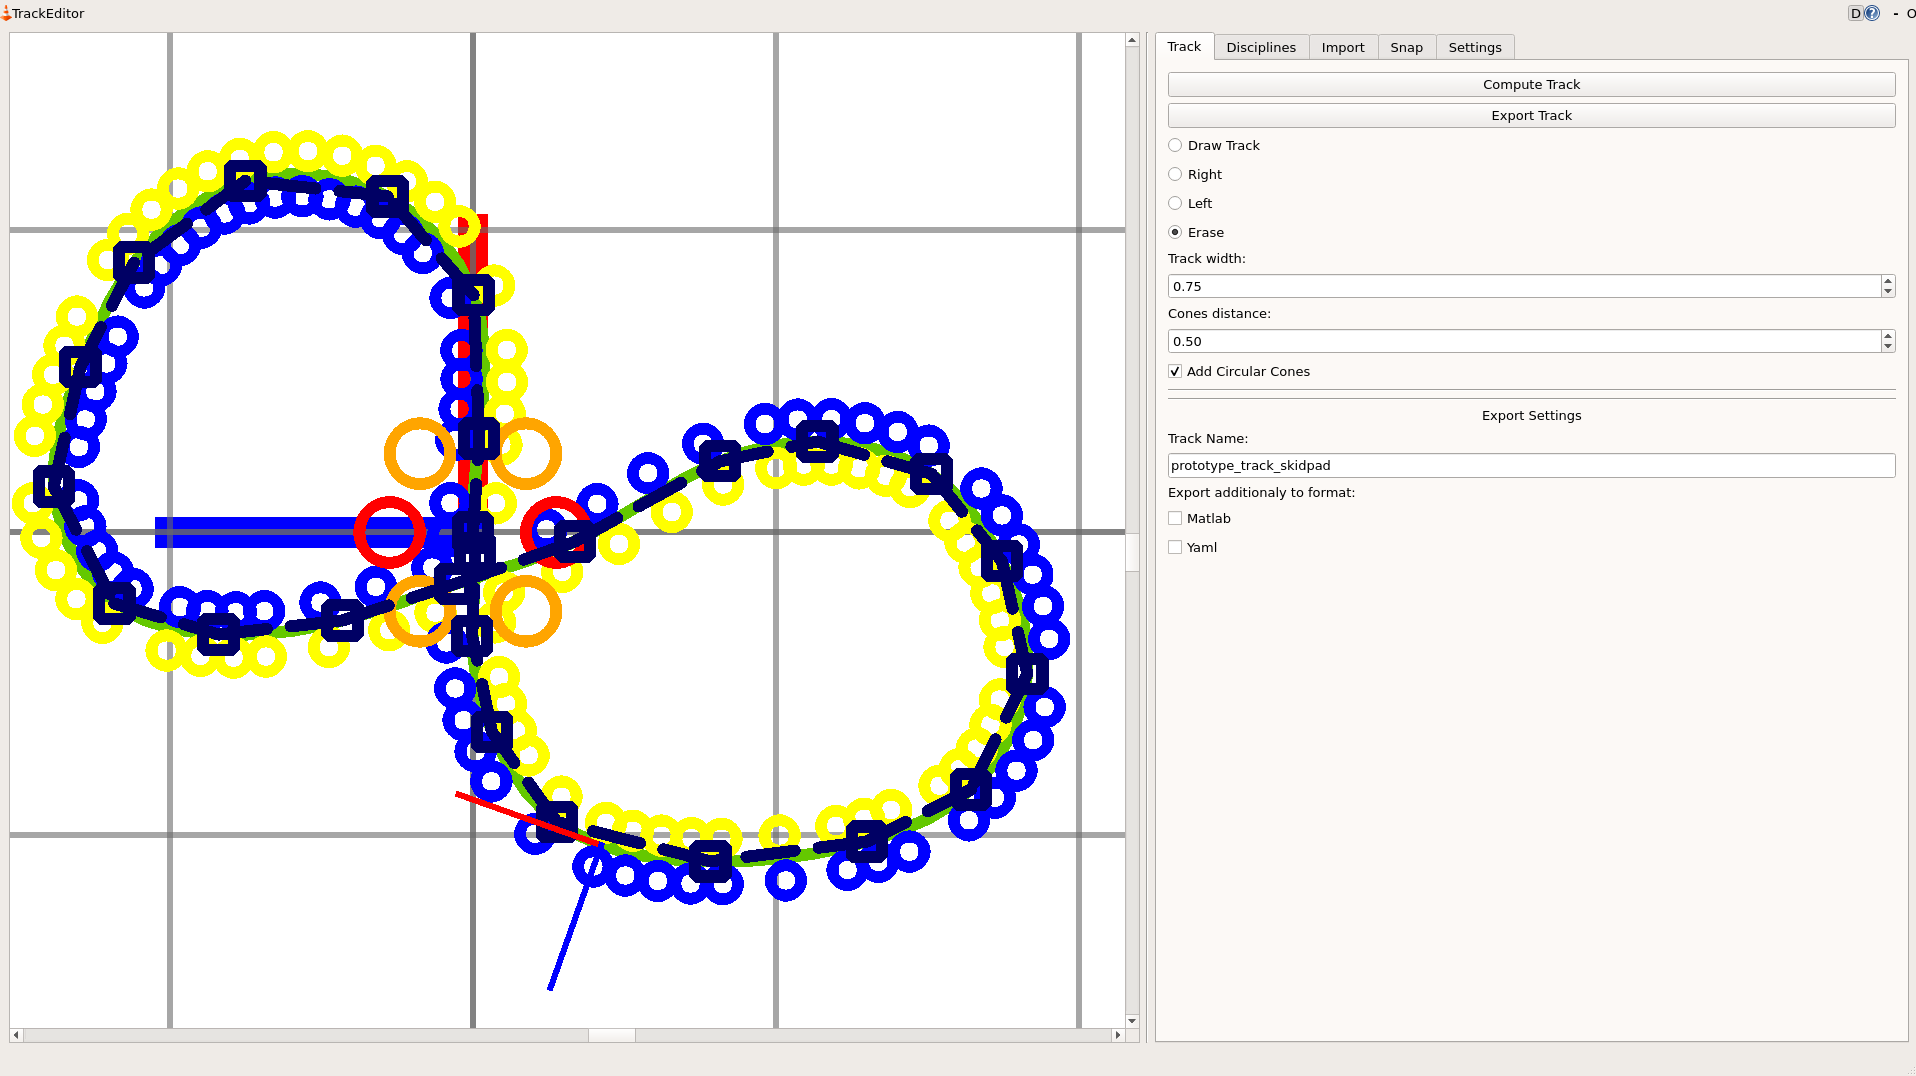 TrackEditor
D ? - O
Track Disciplines Import Snap Settings
Compute Track
Export Track
Draw Track
Right
Left
Erase
Track width:
0.75
Cones distance:
0.50
Add Circular Cones
Export Settings
Track Name:
prototype_track_skidpad
Export additionaly to format:
Matlab
Yaml